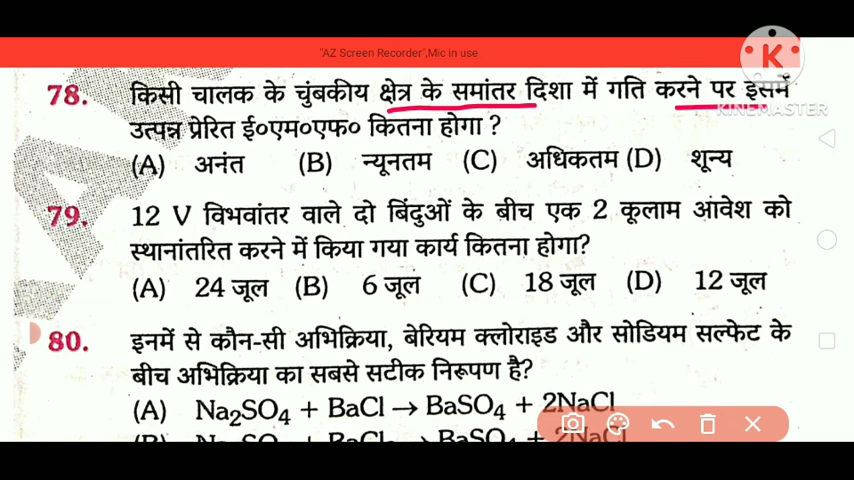 "AZ Screen Recorder",Mic in use
K
KINEMASTER
78. किसी चालक के चुंबकीय क्षेत्र के समांतर दिशा में गति करने पर इसमें
उत्पन्न प्रेरित ई०एम०एफ० कितना होगा ?
(A) अनंत (B) न्यूनतम (C) अधिकतम (D) शून्य
79. 12 V विभवांतर वाले दो बिंदुओं के बीच एक 2 कूलाम आवेश को
स्थानांतरित करने में किया गया कार्य कितना होगा?
(A) 24 जूल (B) 6 जूल (C) 18 जूल (D) 12 जूल
80. इनमें से कौन-सी अभिक्रिया, बेरियम क्लोराइड और सोडियम सल्फेट के
बीच अभिक्रिया का सबसे सटीक निरूपण है?
(A) Na₂SO₄ + BaCl → BaSO₄ + 2NaCl